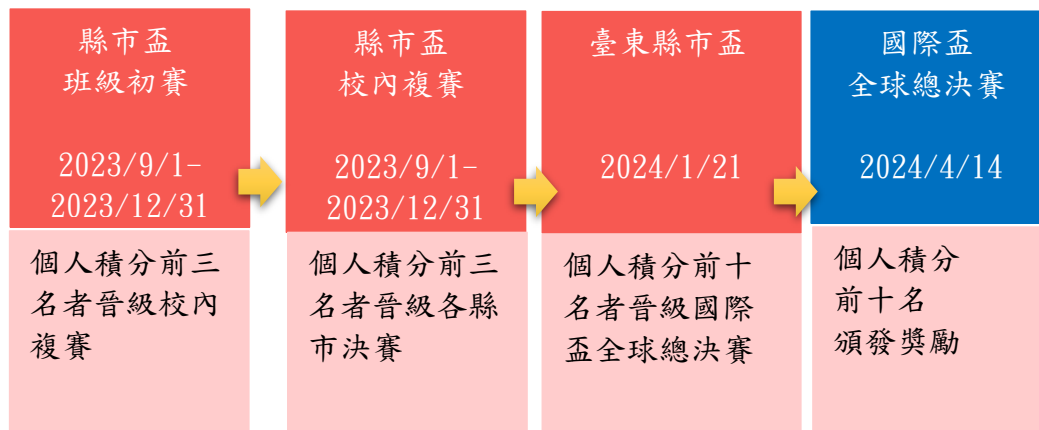 縣市盃
班級初賽
2023/9/1-
2023/12/31
個人積分前三
名者晉級校內
複賽
縣市盃
校內複賽
2023/9/1-
2023/12/31
個人積分前三
名者晉級各縣
市決賽
臺東縣市盃
2024/1/21
個人積分前十
名者晉級國際
盃全球總決賽
國際盃
全球總決賽
2024/4/14
個人積分
前十名
頒發獎勵